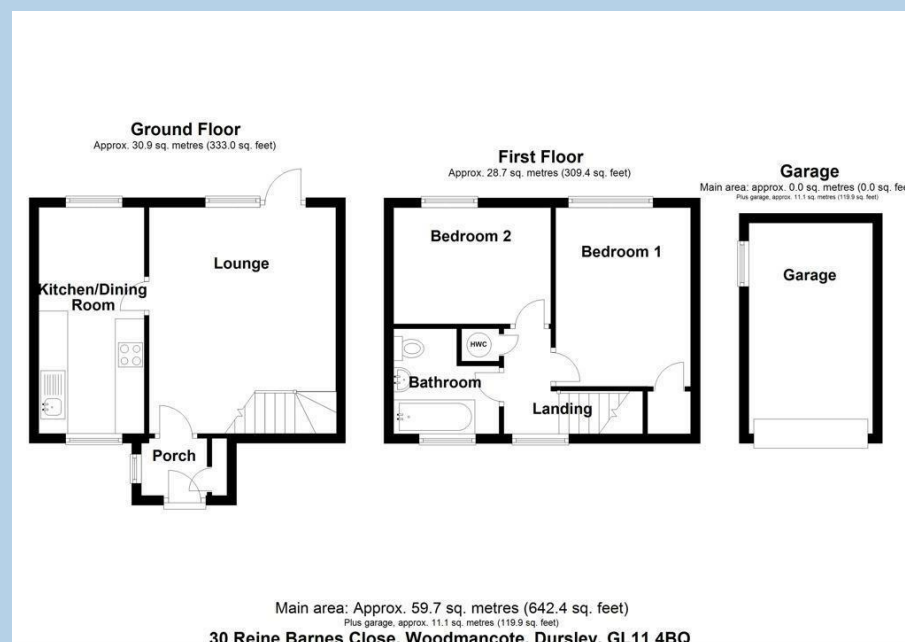 Ground Floor
Approx. 30.9 sq. metres (333.0 sq. feet)
First Floor
Approx. 28.7 sq. metres (309.4 sq. feet)
Garage
Main area: approx. 0.0 sq. metres (0.0 sq. fee
Plus garage, approx. 11.1 sq. metres (119.9 sq. feet)
Kitchen/Dining
Room
Lounge
Porch
Bedroom 2
Bedroom 1
HWC
Bathroom
Landing
Garage
Main area: Approx. 59.7 sq. metres (642.4 sq. feet)
Plus garage, approx. 11.1 sq. metres (119.9 sq. feet)
30 Reine Barnes Close, Woodmancote, Dursley, GL11 4BQ